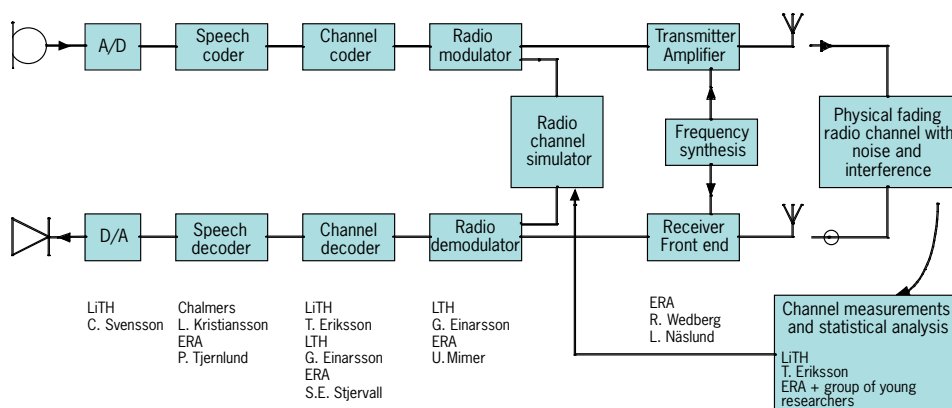 A/D
Speech
coder
Channel
coder
Radio
modulator
Transmitter
Amplifier
Radio
channel
simulator
Frequency
synthesis
Physical fading
radio channel with
noise and
interference
D/A
Speech
decoder
Channel
decoder
Radio
demodulator
Receiver
Front end
LiTH
C. Svensson
Chalmers
L. Kristiansson
ERA
P. Tjernlund
LiTH
T. Eriksson
LTH
G. Einarsson
ERA
S.E. Stjervall
LTH
G. Einarsson
ERA
U. Mimer
ERA
R. Wedberg
L. Näslund
Channel measurements
and statistical analysis
LiTH
T. Eriksson
ERA + group of young
researchers